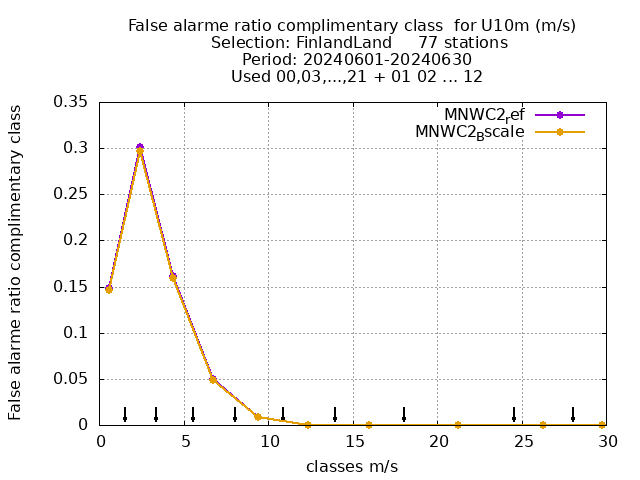 False alarme ratio complimentary class  for U10m (m/s)
Selection: FinlandLand     77 stations
Period: 20240601-20240630
Used 00,03,...,21 + 01 02 ... 12
MNWC2ref
MNWC2Bscale
False alarme ratio complimentary class
0.35
0.3
0.25
0.2
0.15
0.1
0.05
0
0 5 10 15 20 25 30
classes m/s